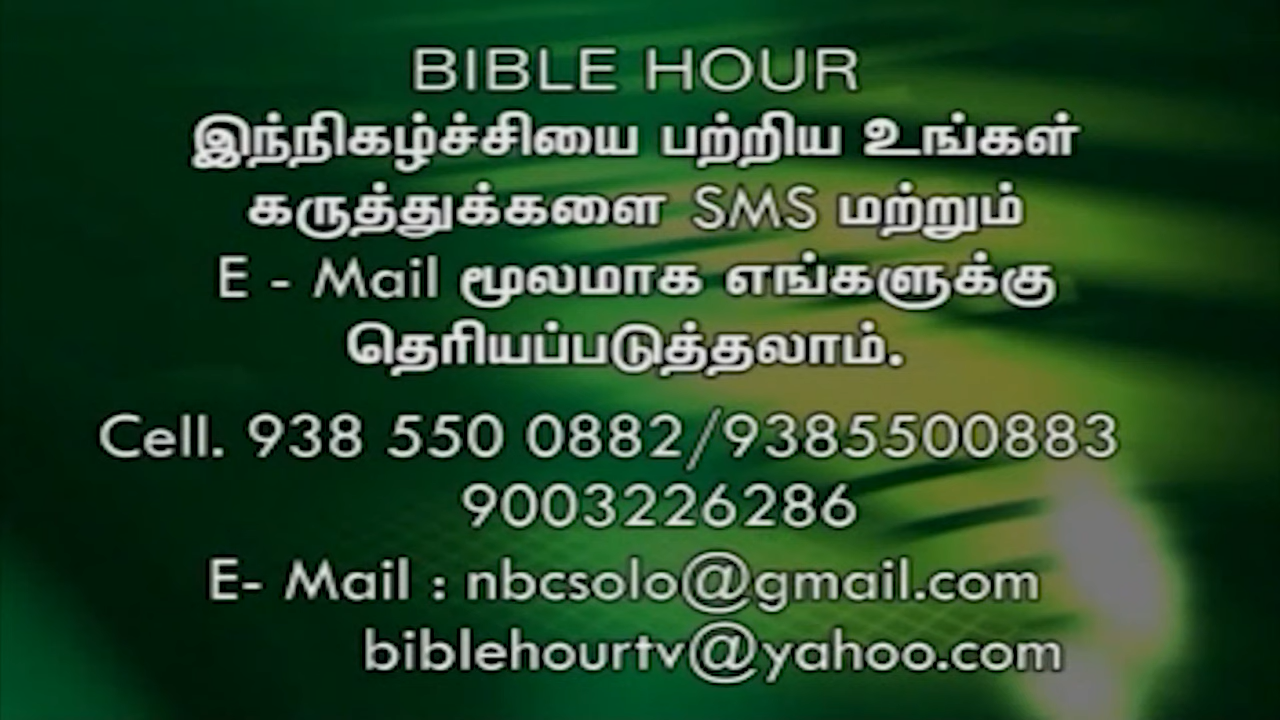 BIBLE HOUR
இந்நிகழ்ச்சியை பற்றிய உங்கள்
கருத்துக்களை SMS மற்றும்
E - Mail மூலமாக எங்களுக்கு
தெரியப்படுத்தலாம்.
Cell. 938 550 0882/9385500883
9003226286
E- Mail : nbcsolo@gmail.com
biblehourtv@yahoo.com